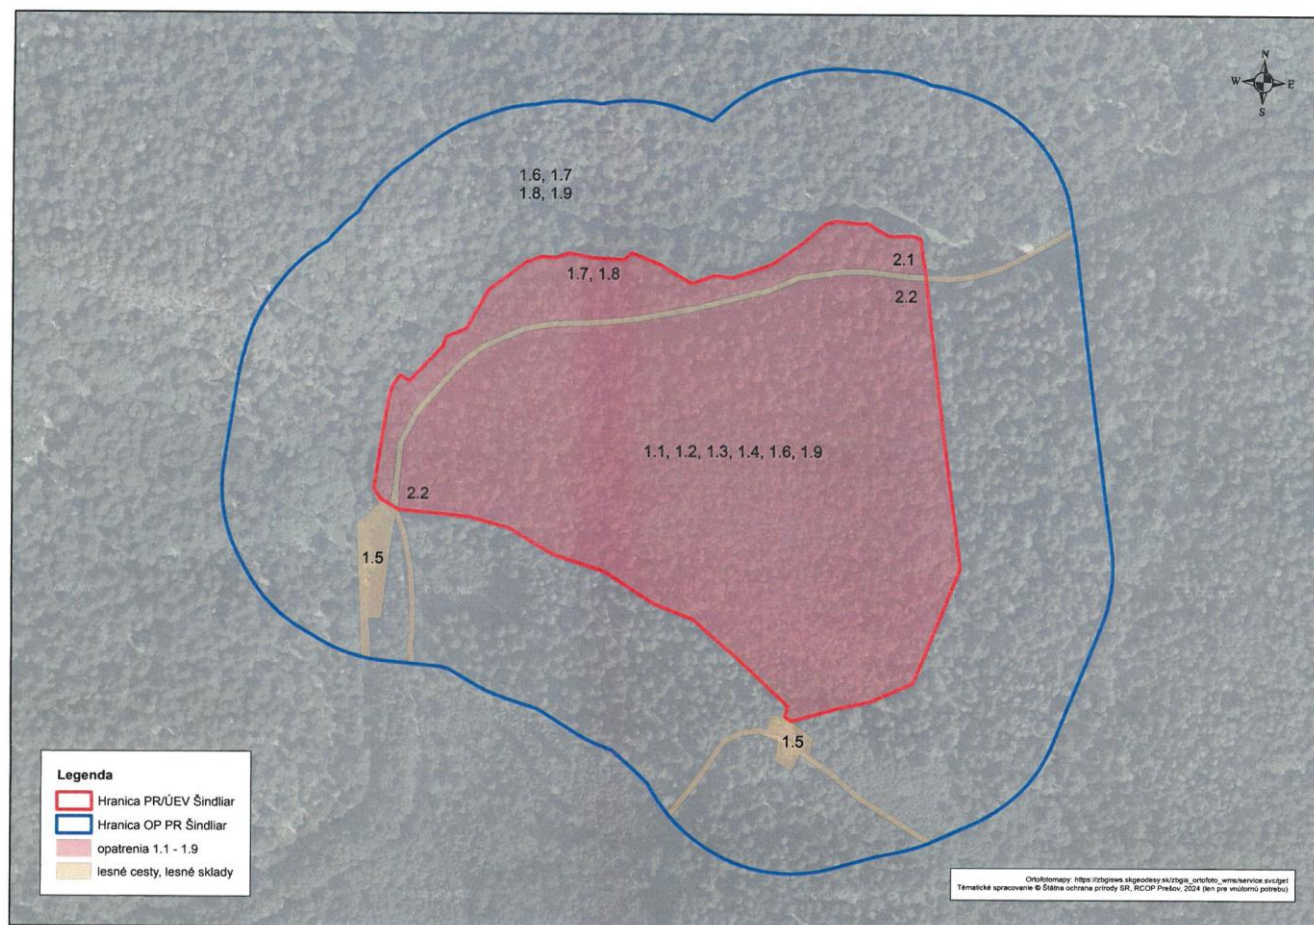 N
W E
S
1.6, 1.7
1.8, 1.9
1.7, 1.8
2.1
2.2
1.1, 1.2, 1.3, 1.4, 1.6, 1.9
2.2
1.5
1.5
Legenda
Hranica PR/ÚEV Šindliar
Hranica OP PR Šindliar
opatrenia 1.1 - 1.9
lesné cesty, lesné sklady
Ortofotomapy: https://zbgisws.skgeodesy.sk/zbgis_ortofoto_wms/service.svc/get
Tématické spracovanie © Štátna ochrana prírody SR, RCOP Prešov, 2024 (len pre vnútornú potrebu)